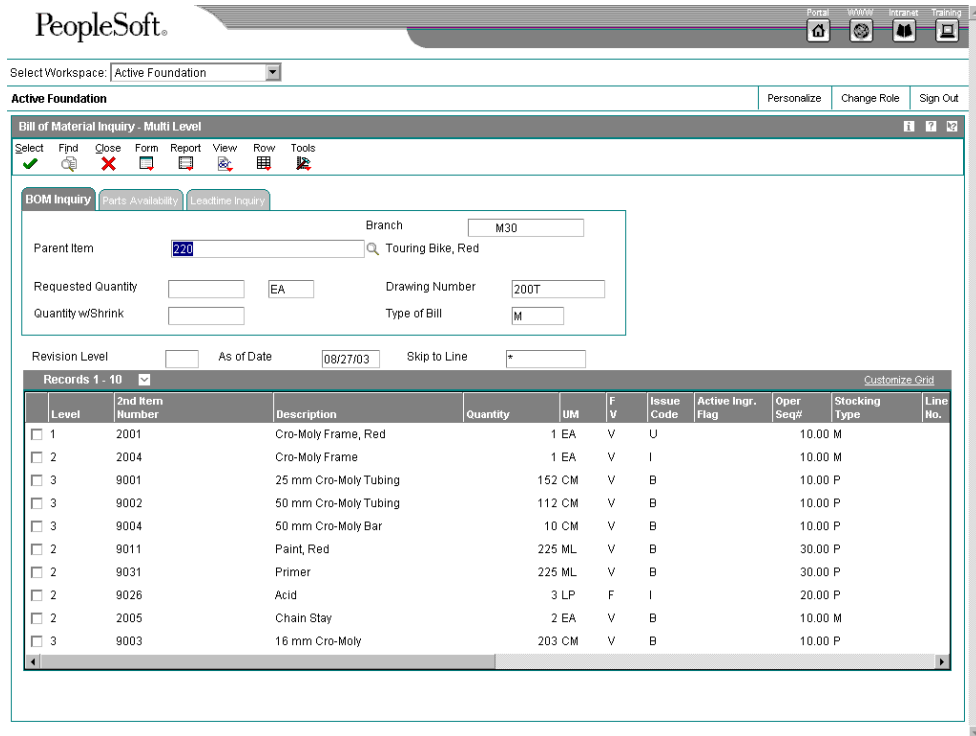 PeopleSoft.
Portal WWW Intranet Training
Select Workspace: Active Foundation
Active Foundation Personalize Change Role Sign Out
Bill of Material Inquiry - Multi Level i ? ?
Select Find Close Form Report View Row Tools
BOM Inquiry Parts Availability Leadtime Inquiry
Branch M30
Parent Item 220 Touring Bike, Red
Requested Quantity EA Drawing Number 200T
Quantity w/Shrink Type of Bill M
Revision Level As of Date 08/27/03 Skip to Line *
Records 1 - 10 Customize Grid
Level 2nd Item Number Description Quantity UM F V Issue Code Active Ingr. Flag Oper Seq# Stocking Type Line No.
1 2001 Cro-Moly Frame, Red 1 EA V U 10.00 M
2 2004 Cro-Moly Frame 1 EA V I 10.00 M
3 9001 25 mm Cro-Moly Tubing 152 CM V B 10.00 P
3 9002 50 mm Cro-Moly Tubing 112 CM V B 10.00 P
3 9004 50 mm Cro-Moly Bar 10 CM V B 10.00 P
2 9011 Paint, Red 225 ML V B 30.00 P
2 9031 Primer 225 ML V B 30.00 P
2 9026 Acid 3 LP F I 20.00 P
2 2005 Chain Stay 2 EA V B 10.00 M
3 9003 16 mm Cro-Moly 203 CM V B 10.00 P